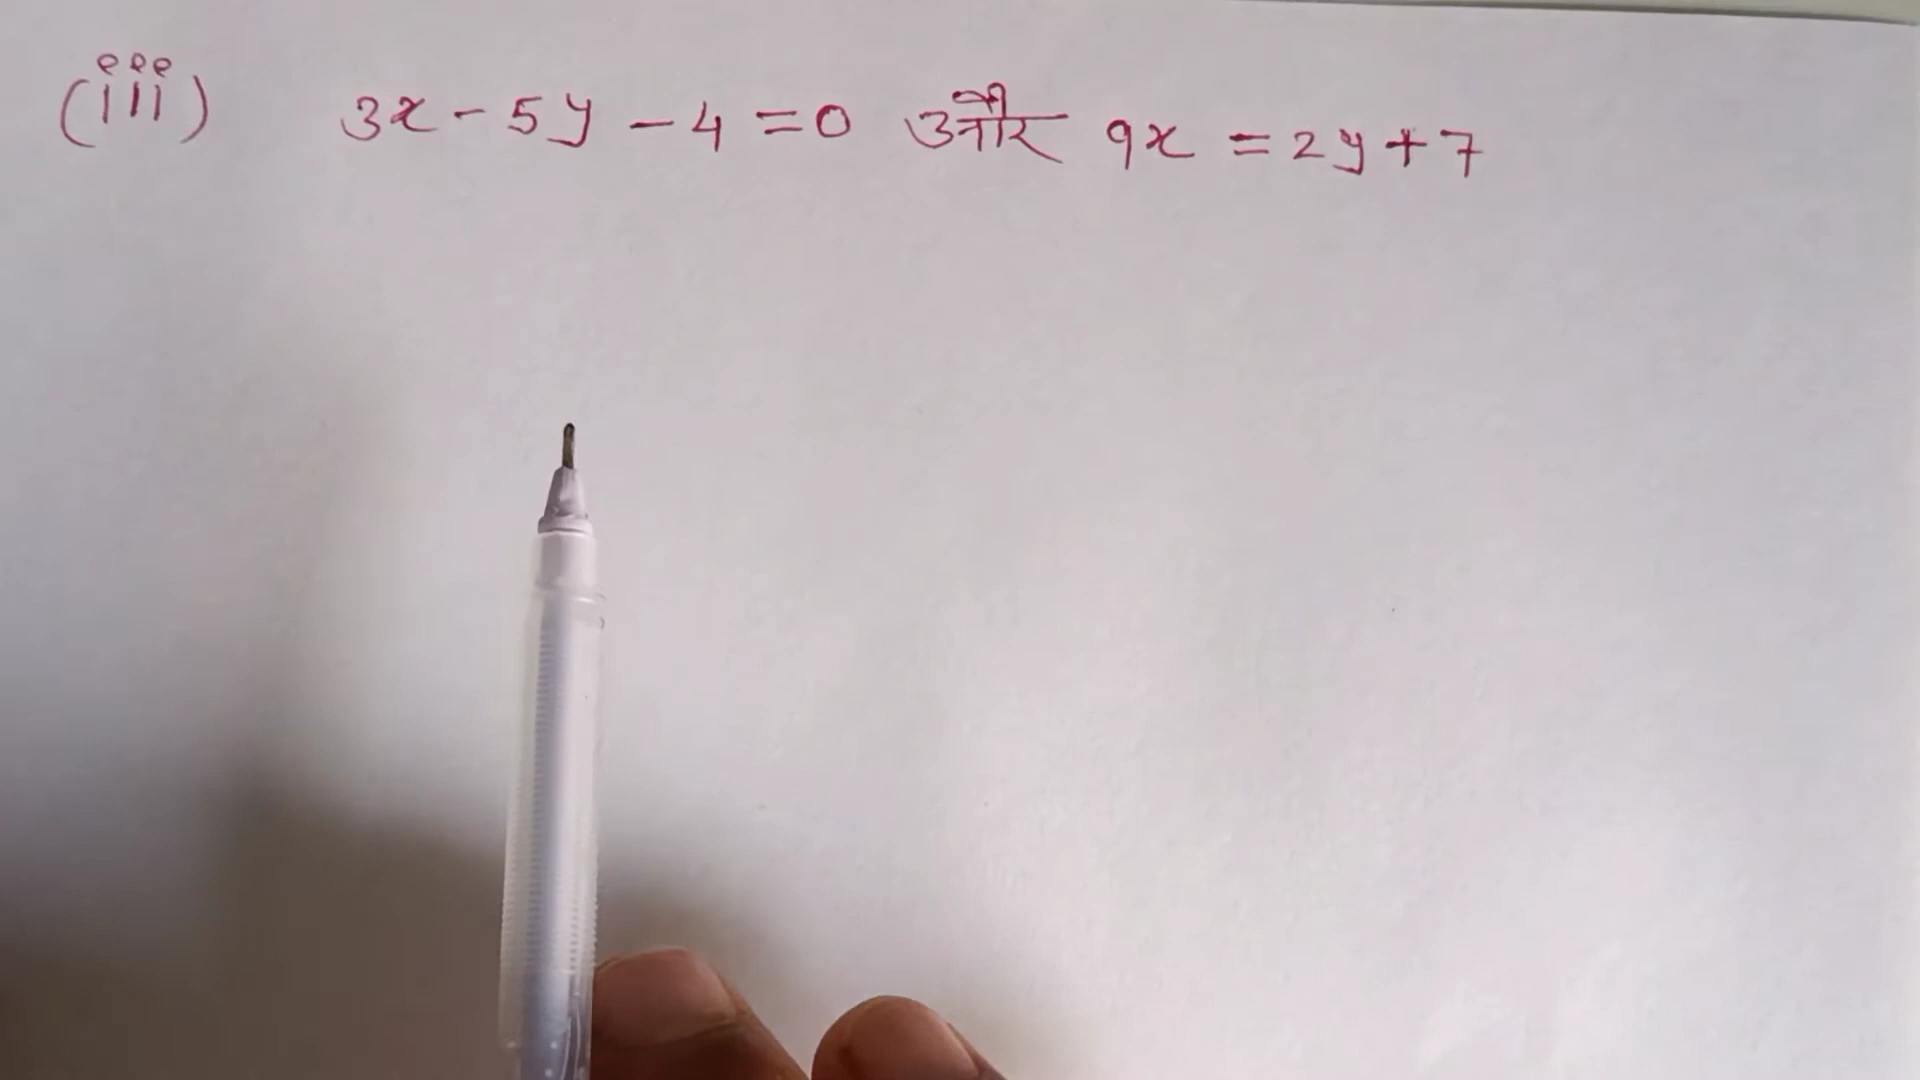 (iii) 3x - 5y - 4 = 0 और 9x = 2y + 7